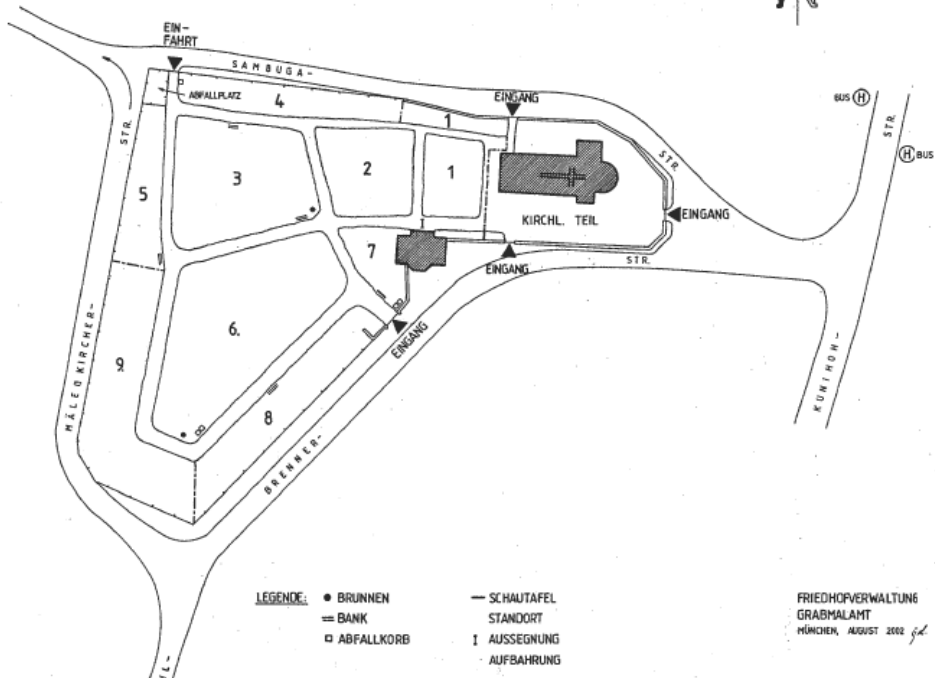 EIN-
FAHRT
SAMBUGA-
STR.
ABFALLPLATZ
4
EINGANG
BUS H
STR.
H BUS
STR.
1
3
2
1
5
KIRCHL. TEIL
EINGANG
7
I
EINGANG
STR.
6.
EINGANG
9
8
MÄLEQKIRCHER-
BRENNER-
KUNIHOH-
LEGENDE:
BRUNNEN
BANK
ABFALLKORB
SCHAUTAFEL
STANDORT
I AUSSEGNUNG
AUFBAHRUNG
FRIEDHOFVERWALTUNG
GRABMALAMT
MÜNCHEN, AUGUST 2002
L-